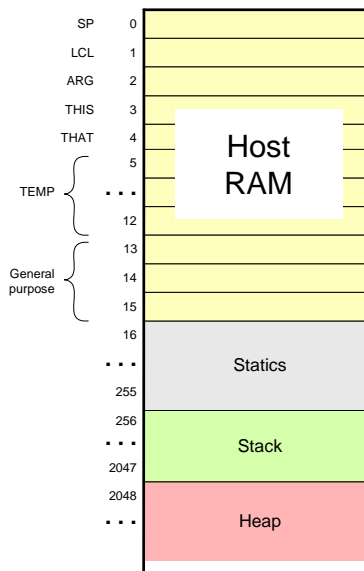 SP 0
LCL 1
ARG 2
THIS 3
THAT 4
5
TEMP ...
12
Host
RAM
13
General
purpose
14
15
16
... Statics
255
256
... Stack
2047
2048
... Heap